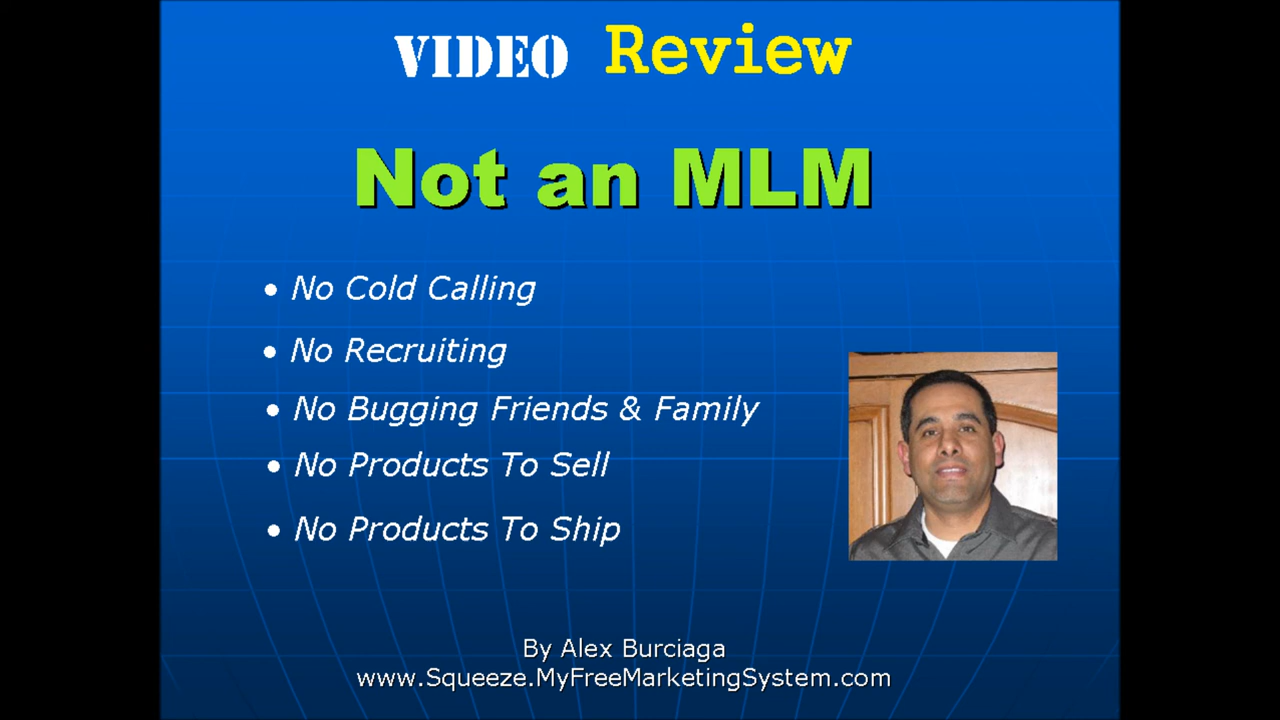 VIDEO Review
Not an MLM
• No Cold Calling
• No Recruiting
• No Bugging Friends & Family
• No Products To Sell
• No Products To Ship
By Alex Burciaga
www.Squeeze.MyFreeMarketingSystem.com